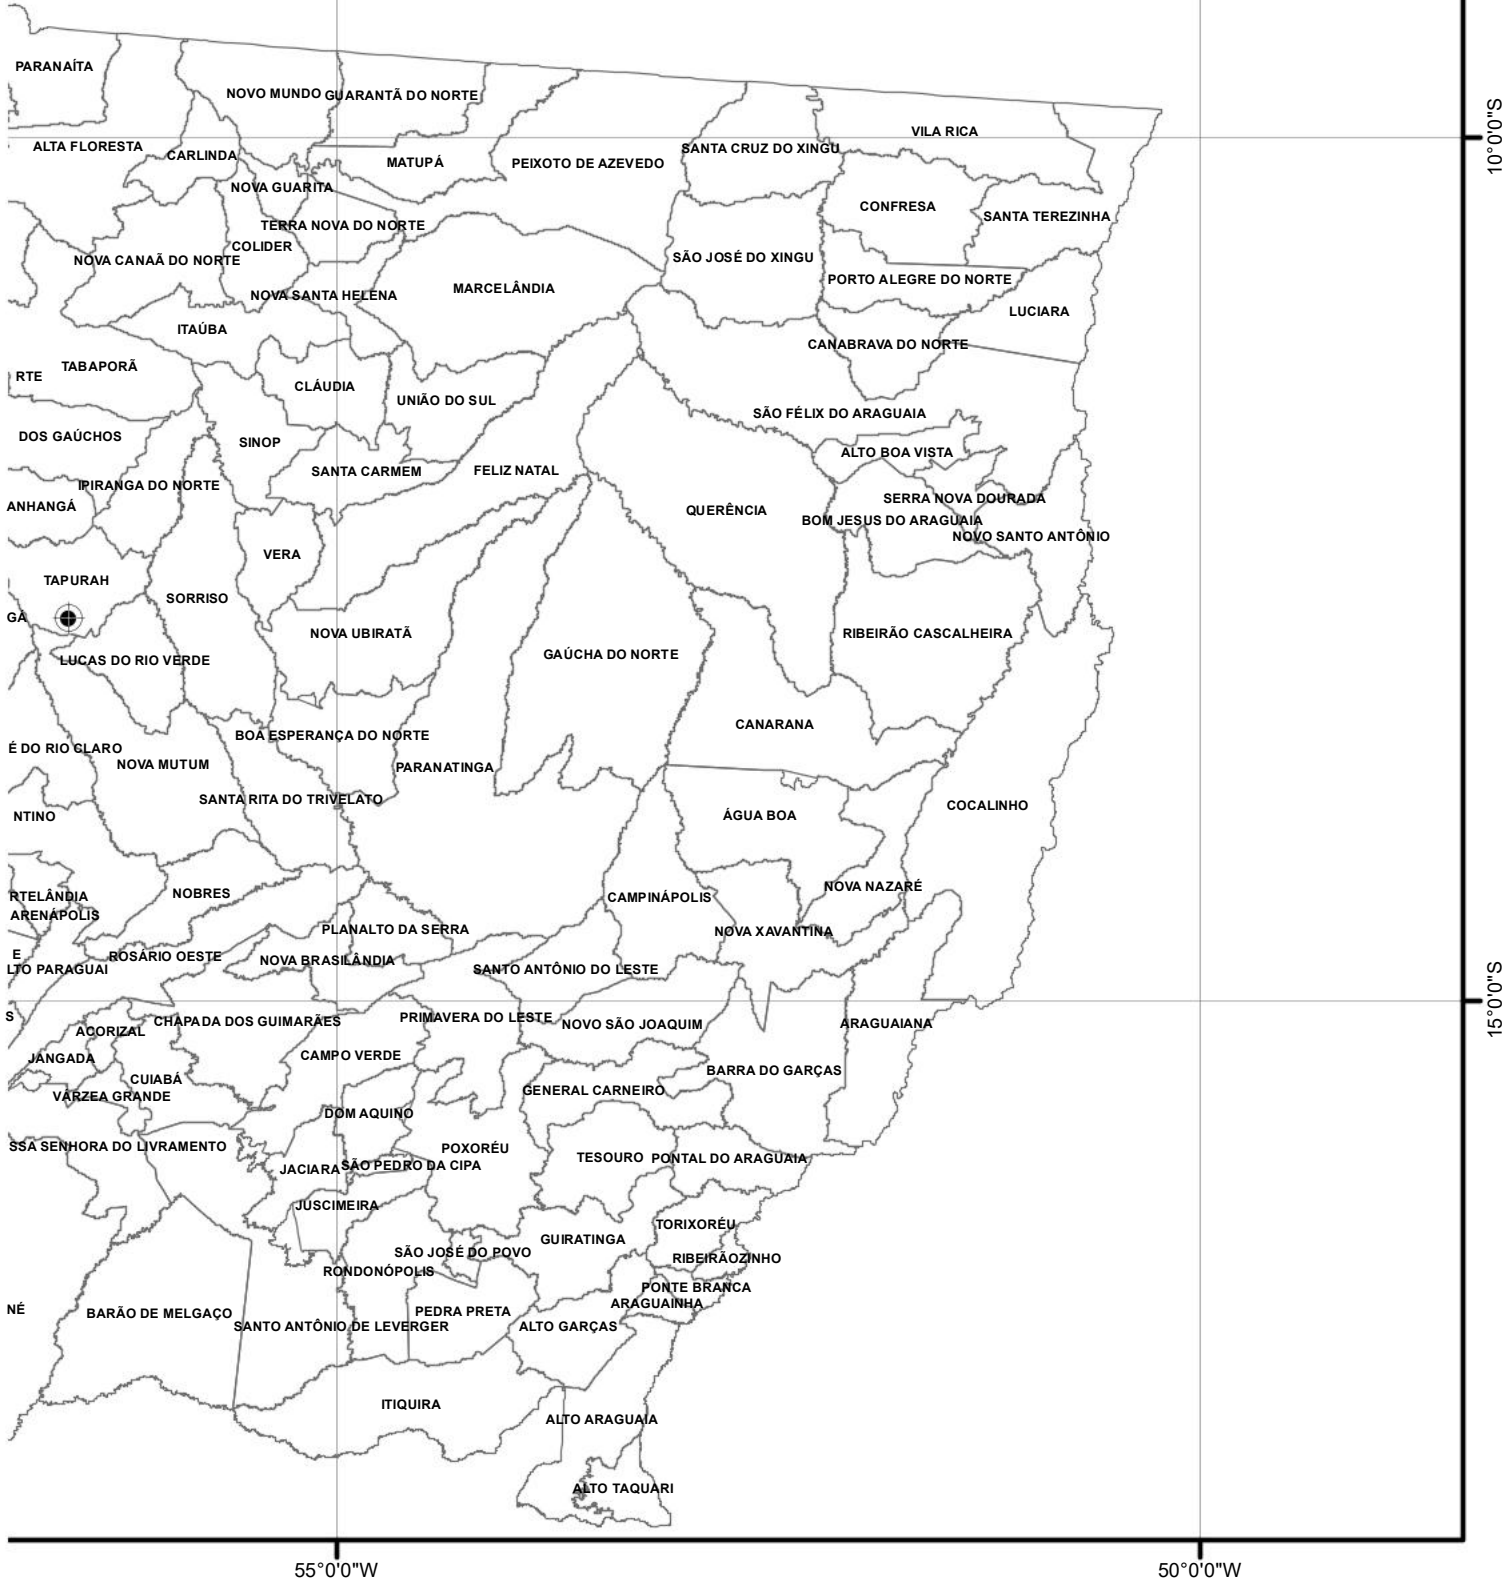 PARANAÍTA
NOVO MUNDO
GUARANTÃ DO NORTE
10°0'0"S
VILA RICA
ALTA FLORESTA
CARLINDA
MATUPÁ
PEIXOTO DE AZEVEDO
SANTA CRUZ DO XINGU
NOVA GUARITA
CONFRESA
SANTA TEREZINHA
TERRA NOVA DO NORTE
COLIDER
NOVA CANAÃ DO NORTE
SÃO JOSÉ DO XINGU
PORTO ALEGRE DO NORTE
MARCELÂNDIA
NOVA SANTA HELENA
LUCIARA
ITAÚBA
CANABRAVA DO NORTE
TABAPORÃ
RTE
CLÁUDIA
UNIÃO DO SUL
SÃO FÉLIX DO ARAGUAIA
DOS GAÚCHOS
SINOP
ALTO BOA VISTA
SANTA CARMEM
FELIZ NATAL
IPIRANGA DO NORTE
SERRA NOVA DOURADA
ANHANGÁ
QUERÊNCIA
BOM JESUS DO ARAGUAIA
NOVO SANTO ANTÔNIO
VERA
TAPURAH
SORRISO
GÁ
NOVA UBIRATÃ
RIBEIRÃO CASCALHEIRA
GAÚCHA DO NORTE
LUCAS DO RIO VERDE
CANARANA
BOA ESPERANÇA DO NORTE
É DO RIO CLARO
NOVA MUTUM
PARANATINGA
SANTA RITA DO TRIVELATO
COCALINHO
NTINO
ÁGUA BOA
NOVA NAZARÉ
NOBRES
RTELÂNDIA
CAMPINÁPOLIS
ARENÁPOLIS
PLANALTO DA SERRA
NOVA XAVANTINA
E
ROSÁRIO OESTE
NOVA BRASILÂNDIA
LTO PARAGUAI
SANTO ANTÔNIO DO LESTE
15°0'0"S
S
CHAPADA DOS GUIMARÃES
PRIMAVERA DO LESTE
NOVO SÃO JOAQUIM
ARAGUAIANA
ACORIZAL
JANGADA
CAMPO VERDE
BARRA DO GARÇAS
CUIABÁ
GENERAL CARNEIRO
VÁRZEA GRANDE
DOM AQUINO
SSA SENHORA DO LIVRAMENTO
POXORÉU
TESOURO
PONTAL DO ARAGUAIA
JACIARA
SÃO PEDRO DA CIPA
JUSCIMEIRA
TORIXORÉU
GUIRATINGA
SÃO JOSÉ DO POVO
RIBEIRÃOZINHO
RONDONÓPOLIS
PONTE BRANCA
ARAGUAINHA
NÉ
BARÃO DE MELGAÇO
PEDRA PRETA
SANTO ANTÔNIO DE LEVERGER
ALTO GARÇAS
ITIQUIRA
ALTO ARAGUAIA
ALTO TAQUARI
55°0'0"W
50°0'0"W